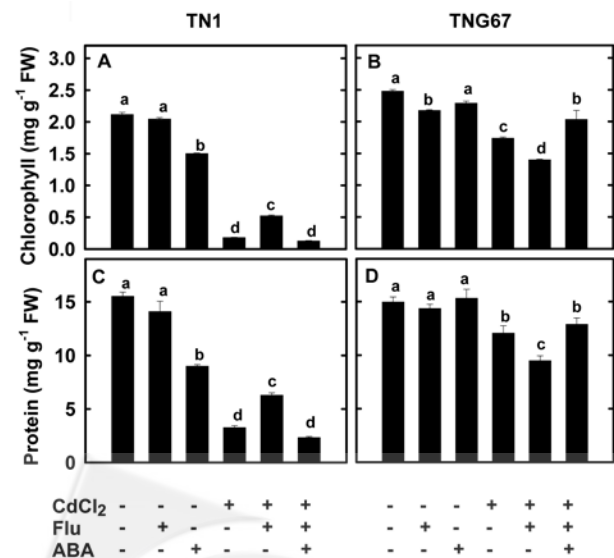 TN1 TNG67
A B
Chlorophyll (mg g⁻¹ FW)
3.0
2.5
2.0
1.5
1.0
0.5
0.0
a a b d c d
a b a c d b
C D
Protein (mg g⁻¹ FW)
15
10
5
0
a a b d c d
a a a b c b
CdCl₂ - - - + + + - - - + + +
Flu - + - - + + - + - - + +
ABA - - + - - + - - + - - +